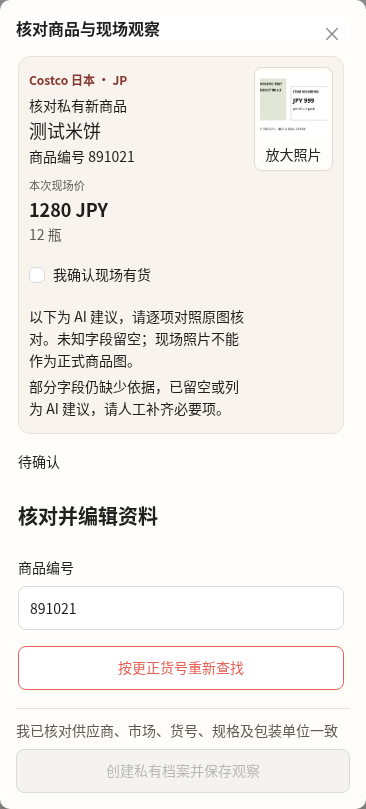 核对商品与现场观察
Costco 日本 · JP
核对私有新商品
测试米饼
商品编号 891021
本次现场价
1280 JPY
12 瓶
JPY 999
放大照片
我确认现场有货
以下为 AI 建议，请逐项对照原图核
对。未知字段留空；现场照片不能
作为正式商品图。
部分字段仍缺少依据，已留空或列
为 AI 建议，请人工补齐必要项。
待确认
核对并编辑资料
商品编号
891021
按更正货号重新查找
我已核对供应商、市场、货号、规格及包装单位一致
创建私有档案并保存观察